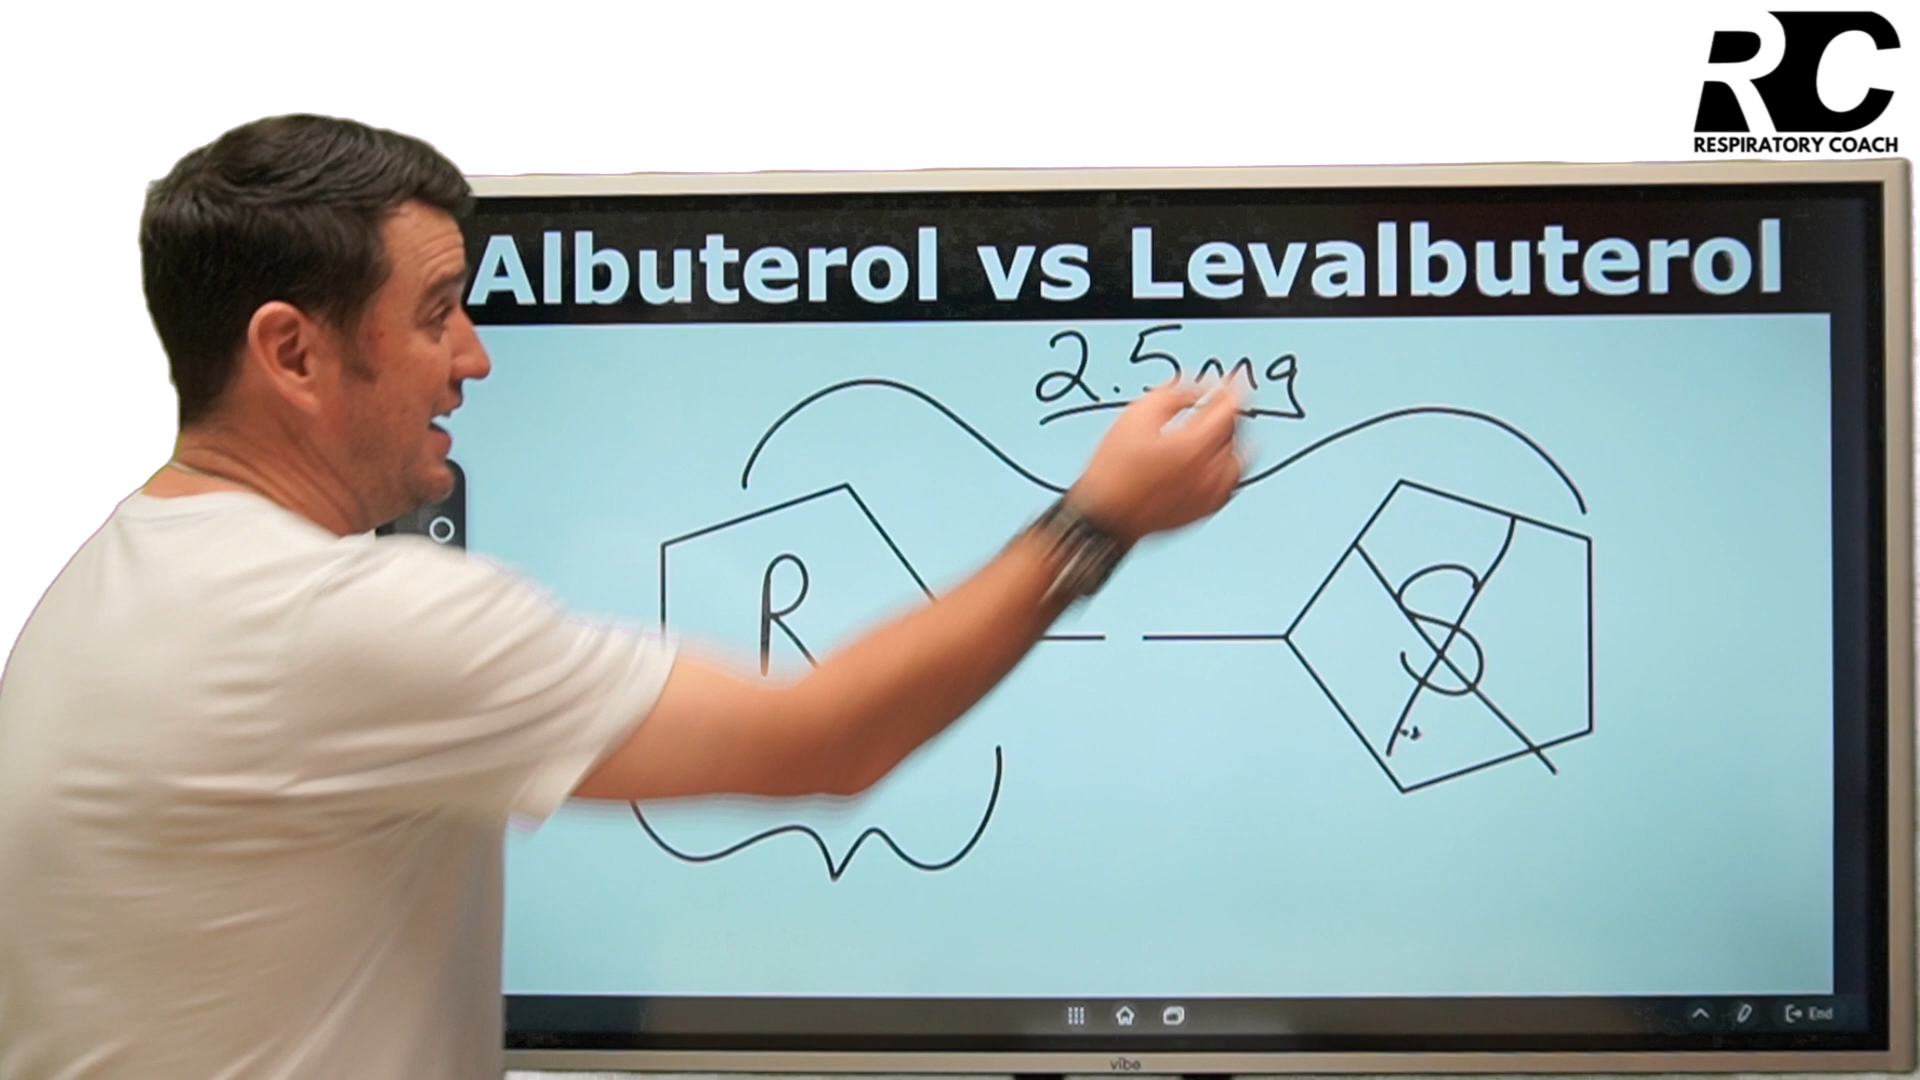 RC
RESPIRATORY COACH
Albuterol vs Levalbuterol
2.5mg
R
S
End
vibe